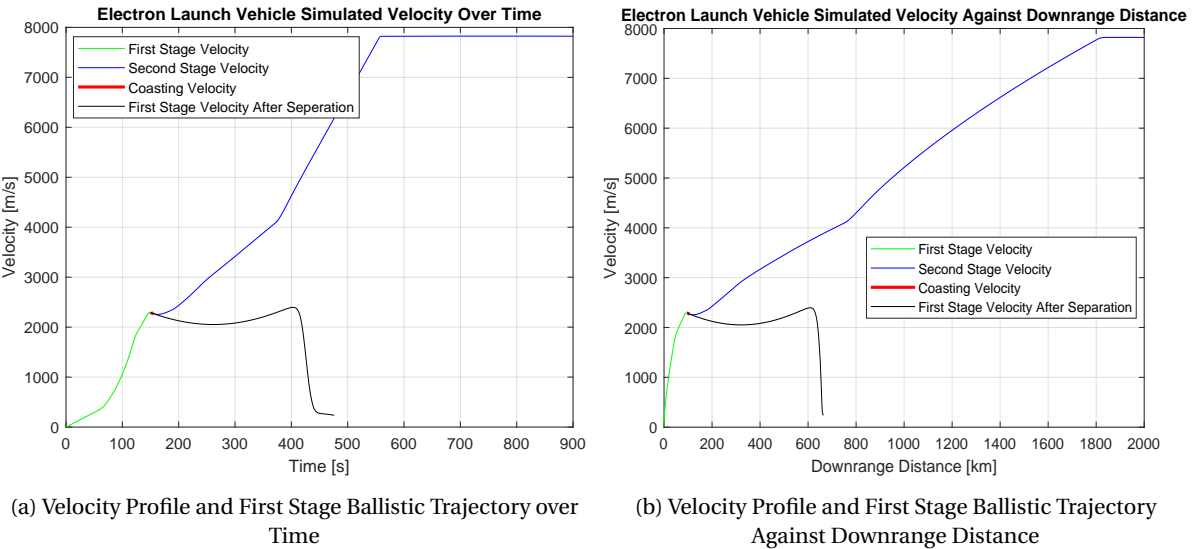 Electron Launch Vehicle Simulated Velocity Over Time
8000
7000
6000
5000
4000
3000
2000
1000
0
Velocity [m/s]
First Stage Velocity
Second Stage Velocity
Coasting Velocity
First Stage Velocity After Seperation
0 100 200 300 400 500 600 700 800 900
Time [s]
(a) Velocity Profile and First Stage Ballistic Trajectory over
Time
Electron Launch Vehicle Simulated Velocity Against Downrange Distance
8000
7000
6000
5000
4000
3000
2000
1000
0
Velocity [m/s]
First Stage Velocity
Second Stage Velocity
Coasting Velocity
First Stage Velocity After Separation
0 200 400 600 800 1000 1200 1400 1600 1800 2000
Downrange Distance [km]
(b) Velocity Profile and First Stage Ballistic Trajectory
Against Downrange Distance